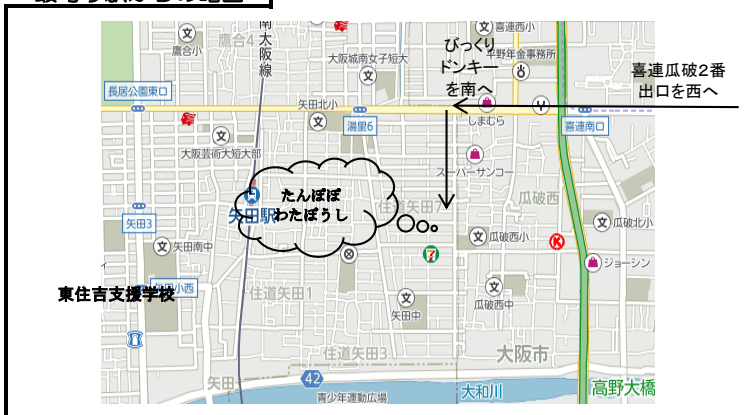 最寄り駅からの地図
南大阪線
鷹合小
鷹合4
大阪城南女子短大
喜連西小
平野年金事務所
びっくり
ドンキー
を南へ
喜連瓜破2番
出口を西へ
長居公園東口
矢田北小
湯里6
しまむら
喜連南口
大阪芸術大短大部
スーパーサンコー
たんぽぽ
わたぼうし
矢田駅
住道矢田7
瓜破西
矢田3
矢田南中
瓜破西小
瓜破北小
K
7
ジョーシン
東住吉支援学校
矢田小西
住道矢田1
矢田中
瓜破西中
住道矢田3
大阪市
矢田
42
青少年運動広場
大和川
高野大橋